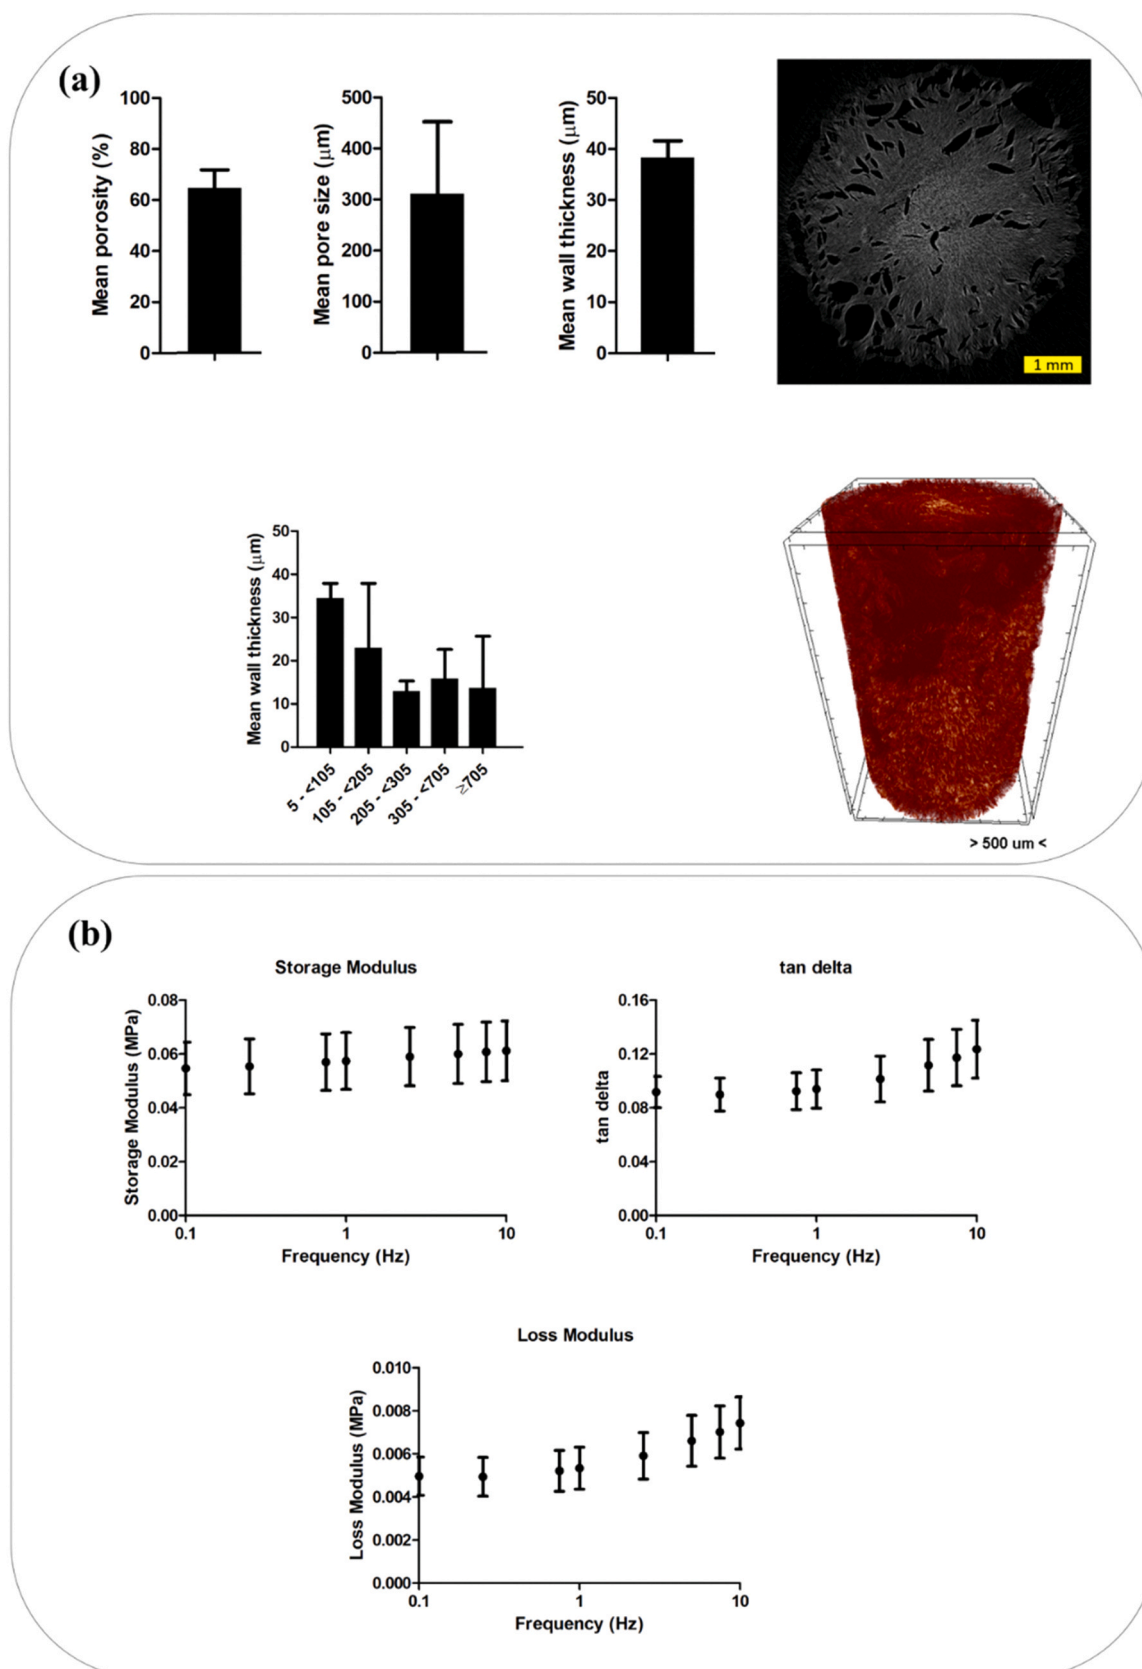 (a)
Mean porosity (%)
100
80
60
40
20
0
Mean pore size (μm)
500
400
300
200
100
0
Mean wall thickness (μm)
50
40
30
20
10
0
1 mm
Mean wall thickness (μm)
50
40
30
20
10
0
5 - <105
105 - <205
205 - <305
305 - <705
≥705
> 500 um <
(b)
Storage Modulus
Storage Modulus (MPa)
0.08
0.06
0.04
0.02
0.00
0.1 1 10
Frequency (Hz)
tan delta
tan delta
0.16
0.12
0.08
0.04
0.00
0.1 1 10
Frequency (Hz)
Loss Modulus
Loss Modulus (MPa)
0.010
0.008
0.006
0.004
0.002
0.000
0.1 1 10
Frequency (Hz)